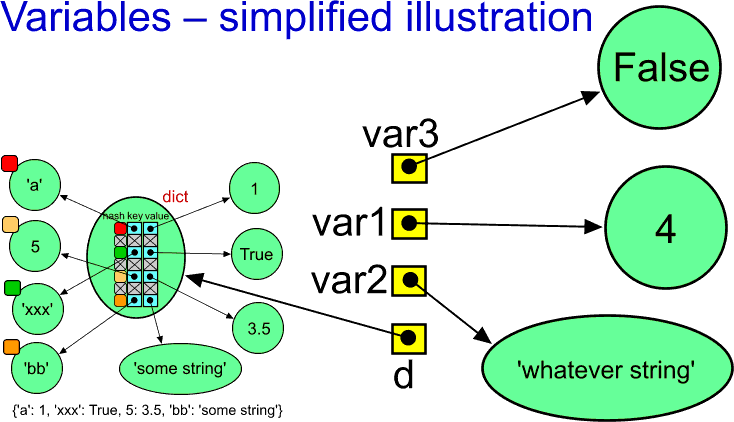 Variables – simplified illustration
False
var3
dict
'a'
1
hash key value
var1
4
5
True
var2
'xxx'
3.5
'bb'
'some string'
d
'whatever string'
{'a': 1, 'xxx': True, 5: 3.5, 'bb': 'some string'}